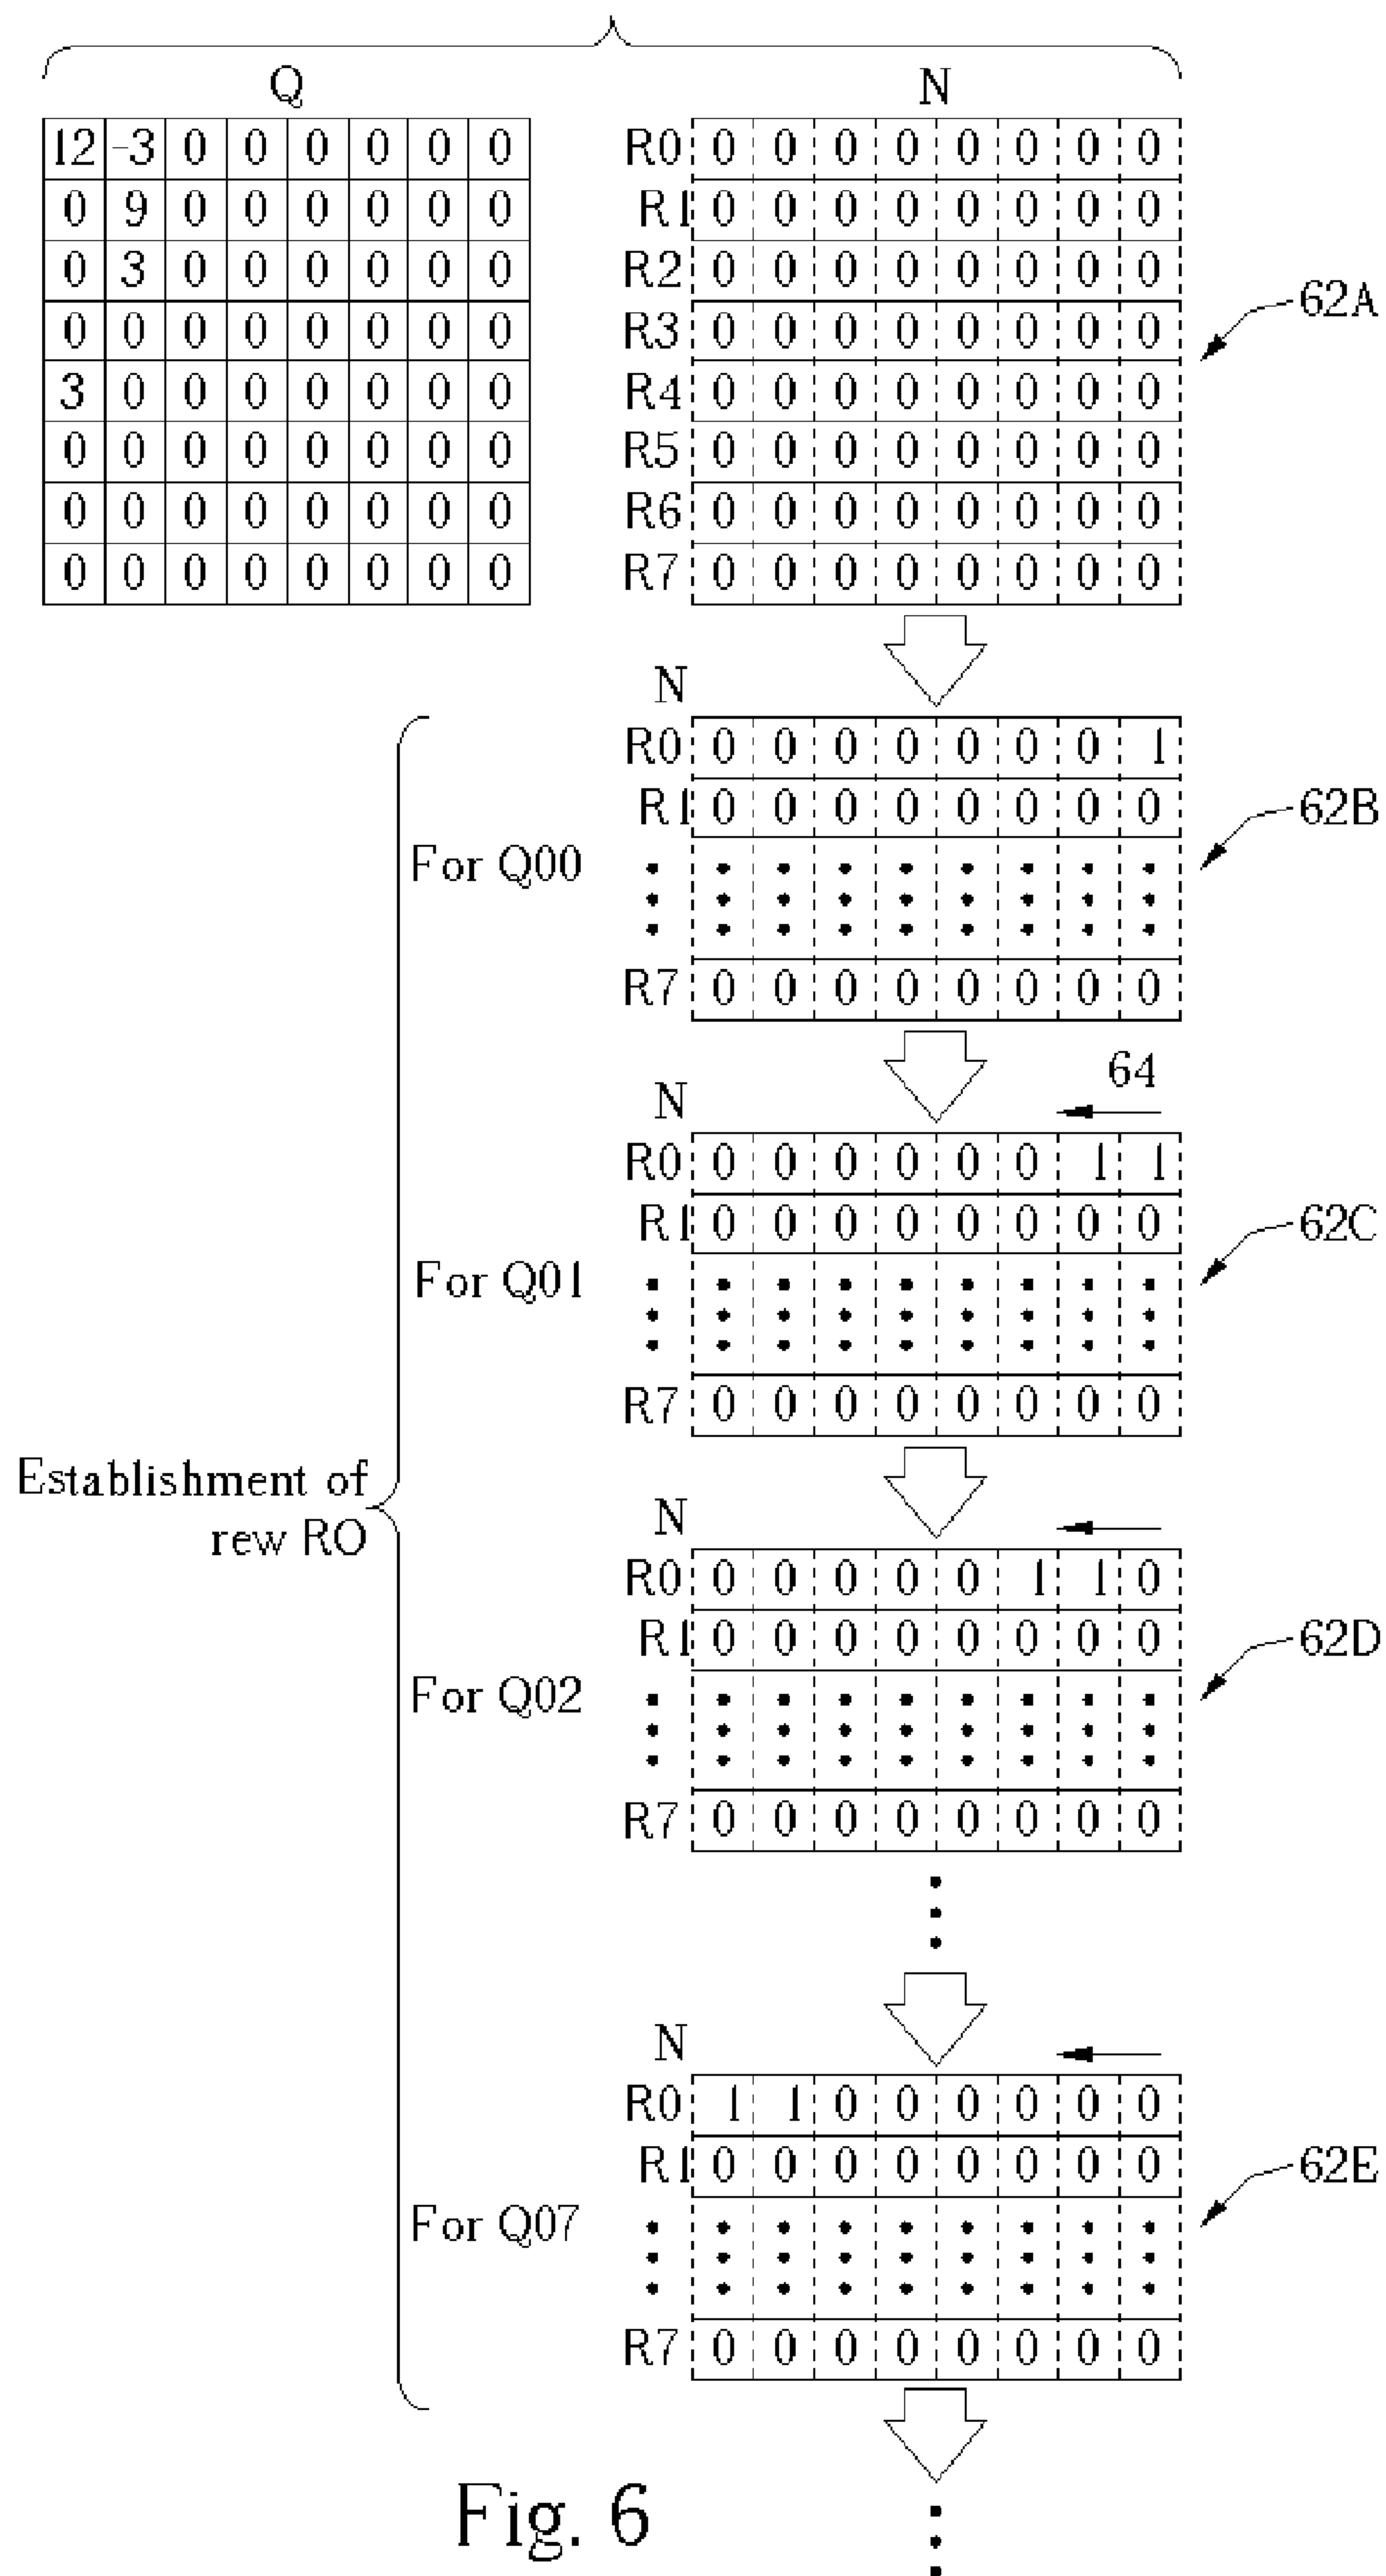 Q N
12 -3 0 0 0 0 0 0 R0 0 0 0 0 0 0 0 0
0 9 0 0 0 0 0 0 R1 0 0 0 0 0 0 0 0
0 3 0 0 0 0 0 0 R2 0 0 0 0 0 0 0 0
62A
0 0 0 0 0 0 0 0 R3 0 0 0 0 0 0 0 0
3 0 0 0 0 0 0 0 R4 0 0 0 0 0 0 0 0
0 0 0 0 0 0 0 0 R5 0 0 0 0 0 0 0 0
0 0 0 0 0 0 0 0 R6 0 0 0 0 0 0 0 0
0 0 0 0 0 0 0 0 R7 0 0 0 0 0 0 0 0
N
R0 0 0 0 0 0 0 0 1
R1 0 0 0 0 0 0 0 0 62B
For Q00
R7 0 0 0 0 0 0 0 0
64
N
R0 0 0 0 0 0 0 1 1
R1 0 0 0 0 0 0 0 0 62C
For Q01
R7 0 0 0 0 0 0 0 0
Establishment of
rew RO
N
R0 0 0 0 0 0 1 1 0
R1 0 0 0 0 0 0 0 0 62D
For Q02
R7 0 0 0 0 0 0 0 0
N
R0 1 1 0 0 0 0 0 0
R1 0 0 0 0 0 0 0 0 62E
For Q07
R7 0 0 0 0 0 0 0 0
Fig. 6